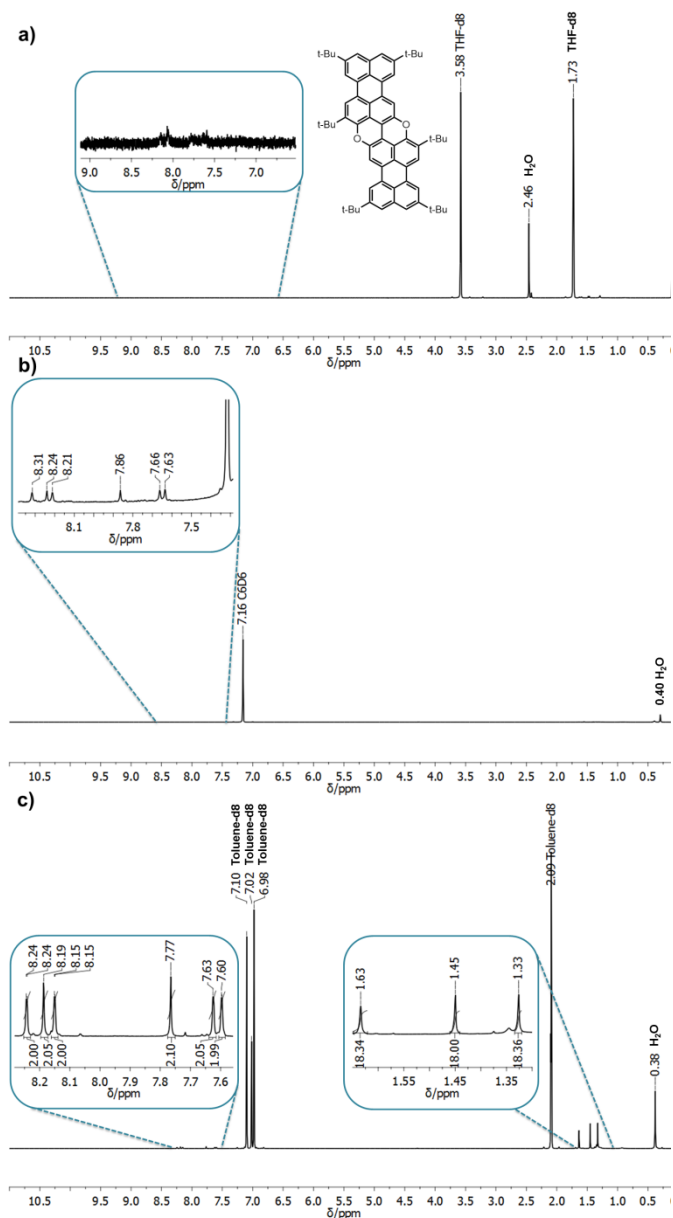 a)
t-Bu
t-Bu
t-Bu
O
O
t-Bu
t-Bu
t-Bu
3.58 THF-d8
2.46 H₂O
1.73 THF-d8
9.0 8.5 8.0 7.5 7.0
δ/ppm
10.5 9.5 9.0 8.5 8.0 7.5 7.0 6.5 6.0 5.5 5.0 4.5 4.0 3.5 3.0 2.5 2.0 1.5 1.0 0.5
δ/ppm
b)
8.31
8.24
8.21
7.86
7.66
7.63
8.1 7.8 7.5
δ/ppm
7.16 C6D6
0.40 H₂O
10.5 9.5 9.0 8.5 8.0 7.5 7.0 6.5 6.0 5.5 5.0 4.5 4.0 3.5 3.0 2.5 2.0 1.5 1.0 0.5
δ/ppm
c)
7.10 Toluene-d8
7.02 Toluene-d8
6.98 Toluene-d8
2.09 Toluene-d8
0.38 H₂O
8.24
8.24
8.19
8.15
8.15
7.77
7.63
7.60
2.00
2.05
2.00
2.10
2.05
1.99
8.2 8.1 8.0 7.9 7.8 7.7 7.6
δ/ppm
1.63
1.45
1.33
18.34
18.00
18.36
1.55 1.45 1.35
δ/ppm
10.5 9.5 9.0 8.5 8.0 7.5 7.0 6.5 6.0 5.5 5.0 4.5 4.0 3.5 3.0 2.5 2.0 1.5 1.0 0.5
δ/ppm